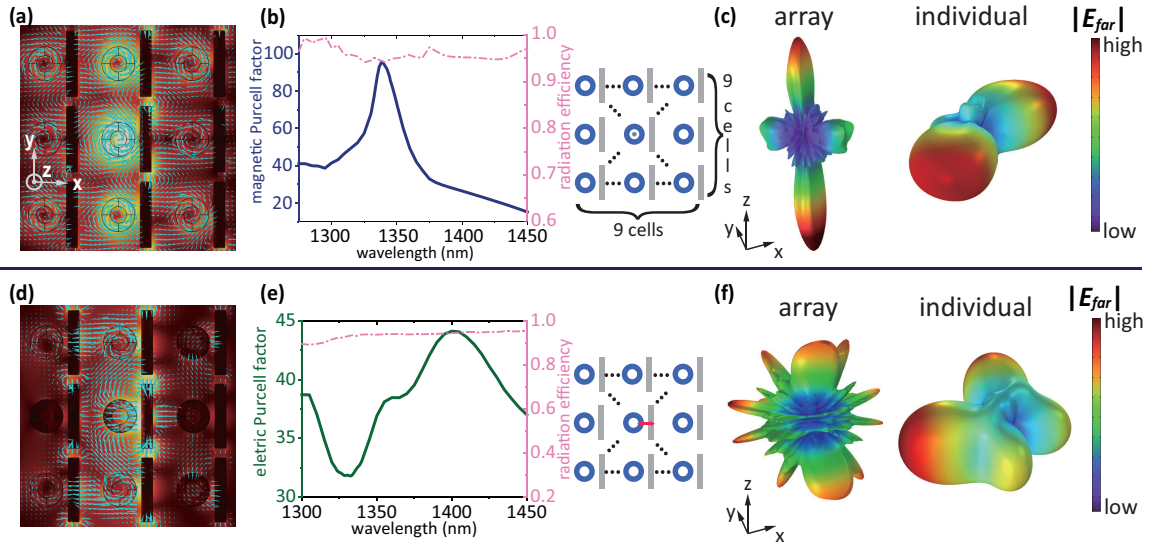 (a)
y
z
x
(b)
magnetic Purcell factor
100
80
60
40
20
1300
1350
1400
1450
wavelength (nm)
1.0
0.9
0.8
0.7
0.6
radiation efficiency
9 cells
9 cells
(c)
array
individual
|E_far|
high
low
z
y
x
(d)
(e)
eletric Purcell factor
45
40
35
30
1300
1350
1400
1450
wavelength (nm)
1.0
0.8
0.6
0.4
0.2
radiation efficiency
(f)
array
individual
|E_far|
high
low
z
y
x